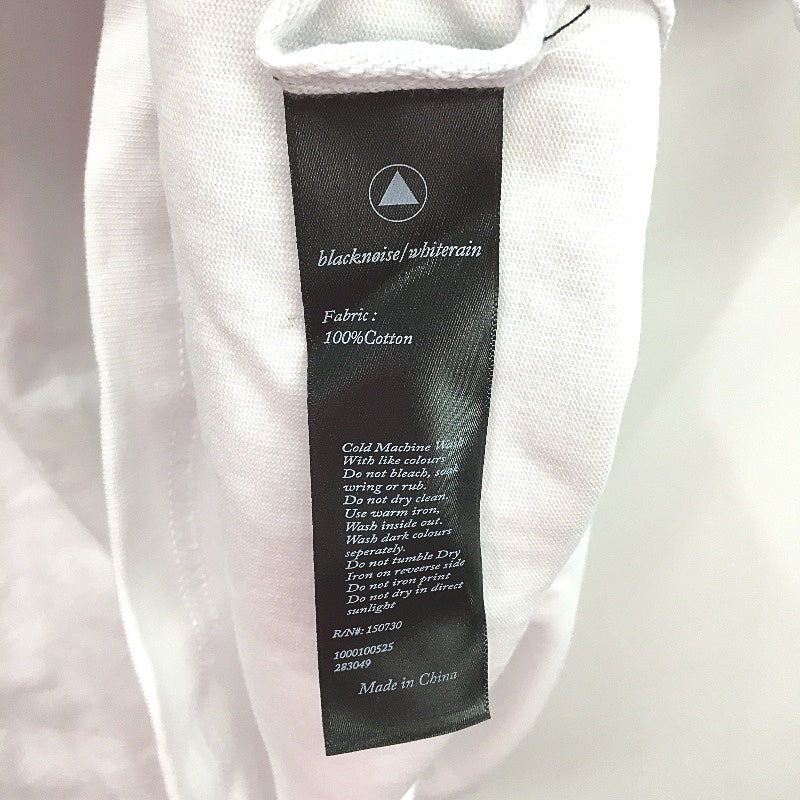 blacknøise/whiterain
Fabric :
100%Cotton
Cold Machine Wash
With like colours
Do not bleach, soak
wring or rub.
Do not dry clean.
Use warm iron,
Wash inside out.
Wash dark colours
seperately.
Do not tumble Dry
Iron on reveerse side
Do not iron print
Do not dry in direct
sunlight
R/N#: 150730
1000100525
283049
Made in China